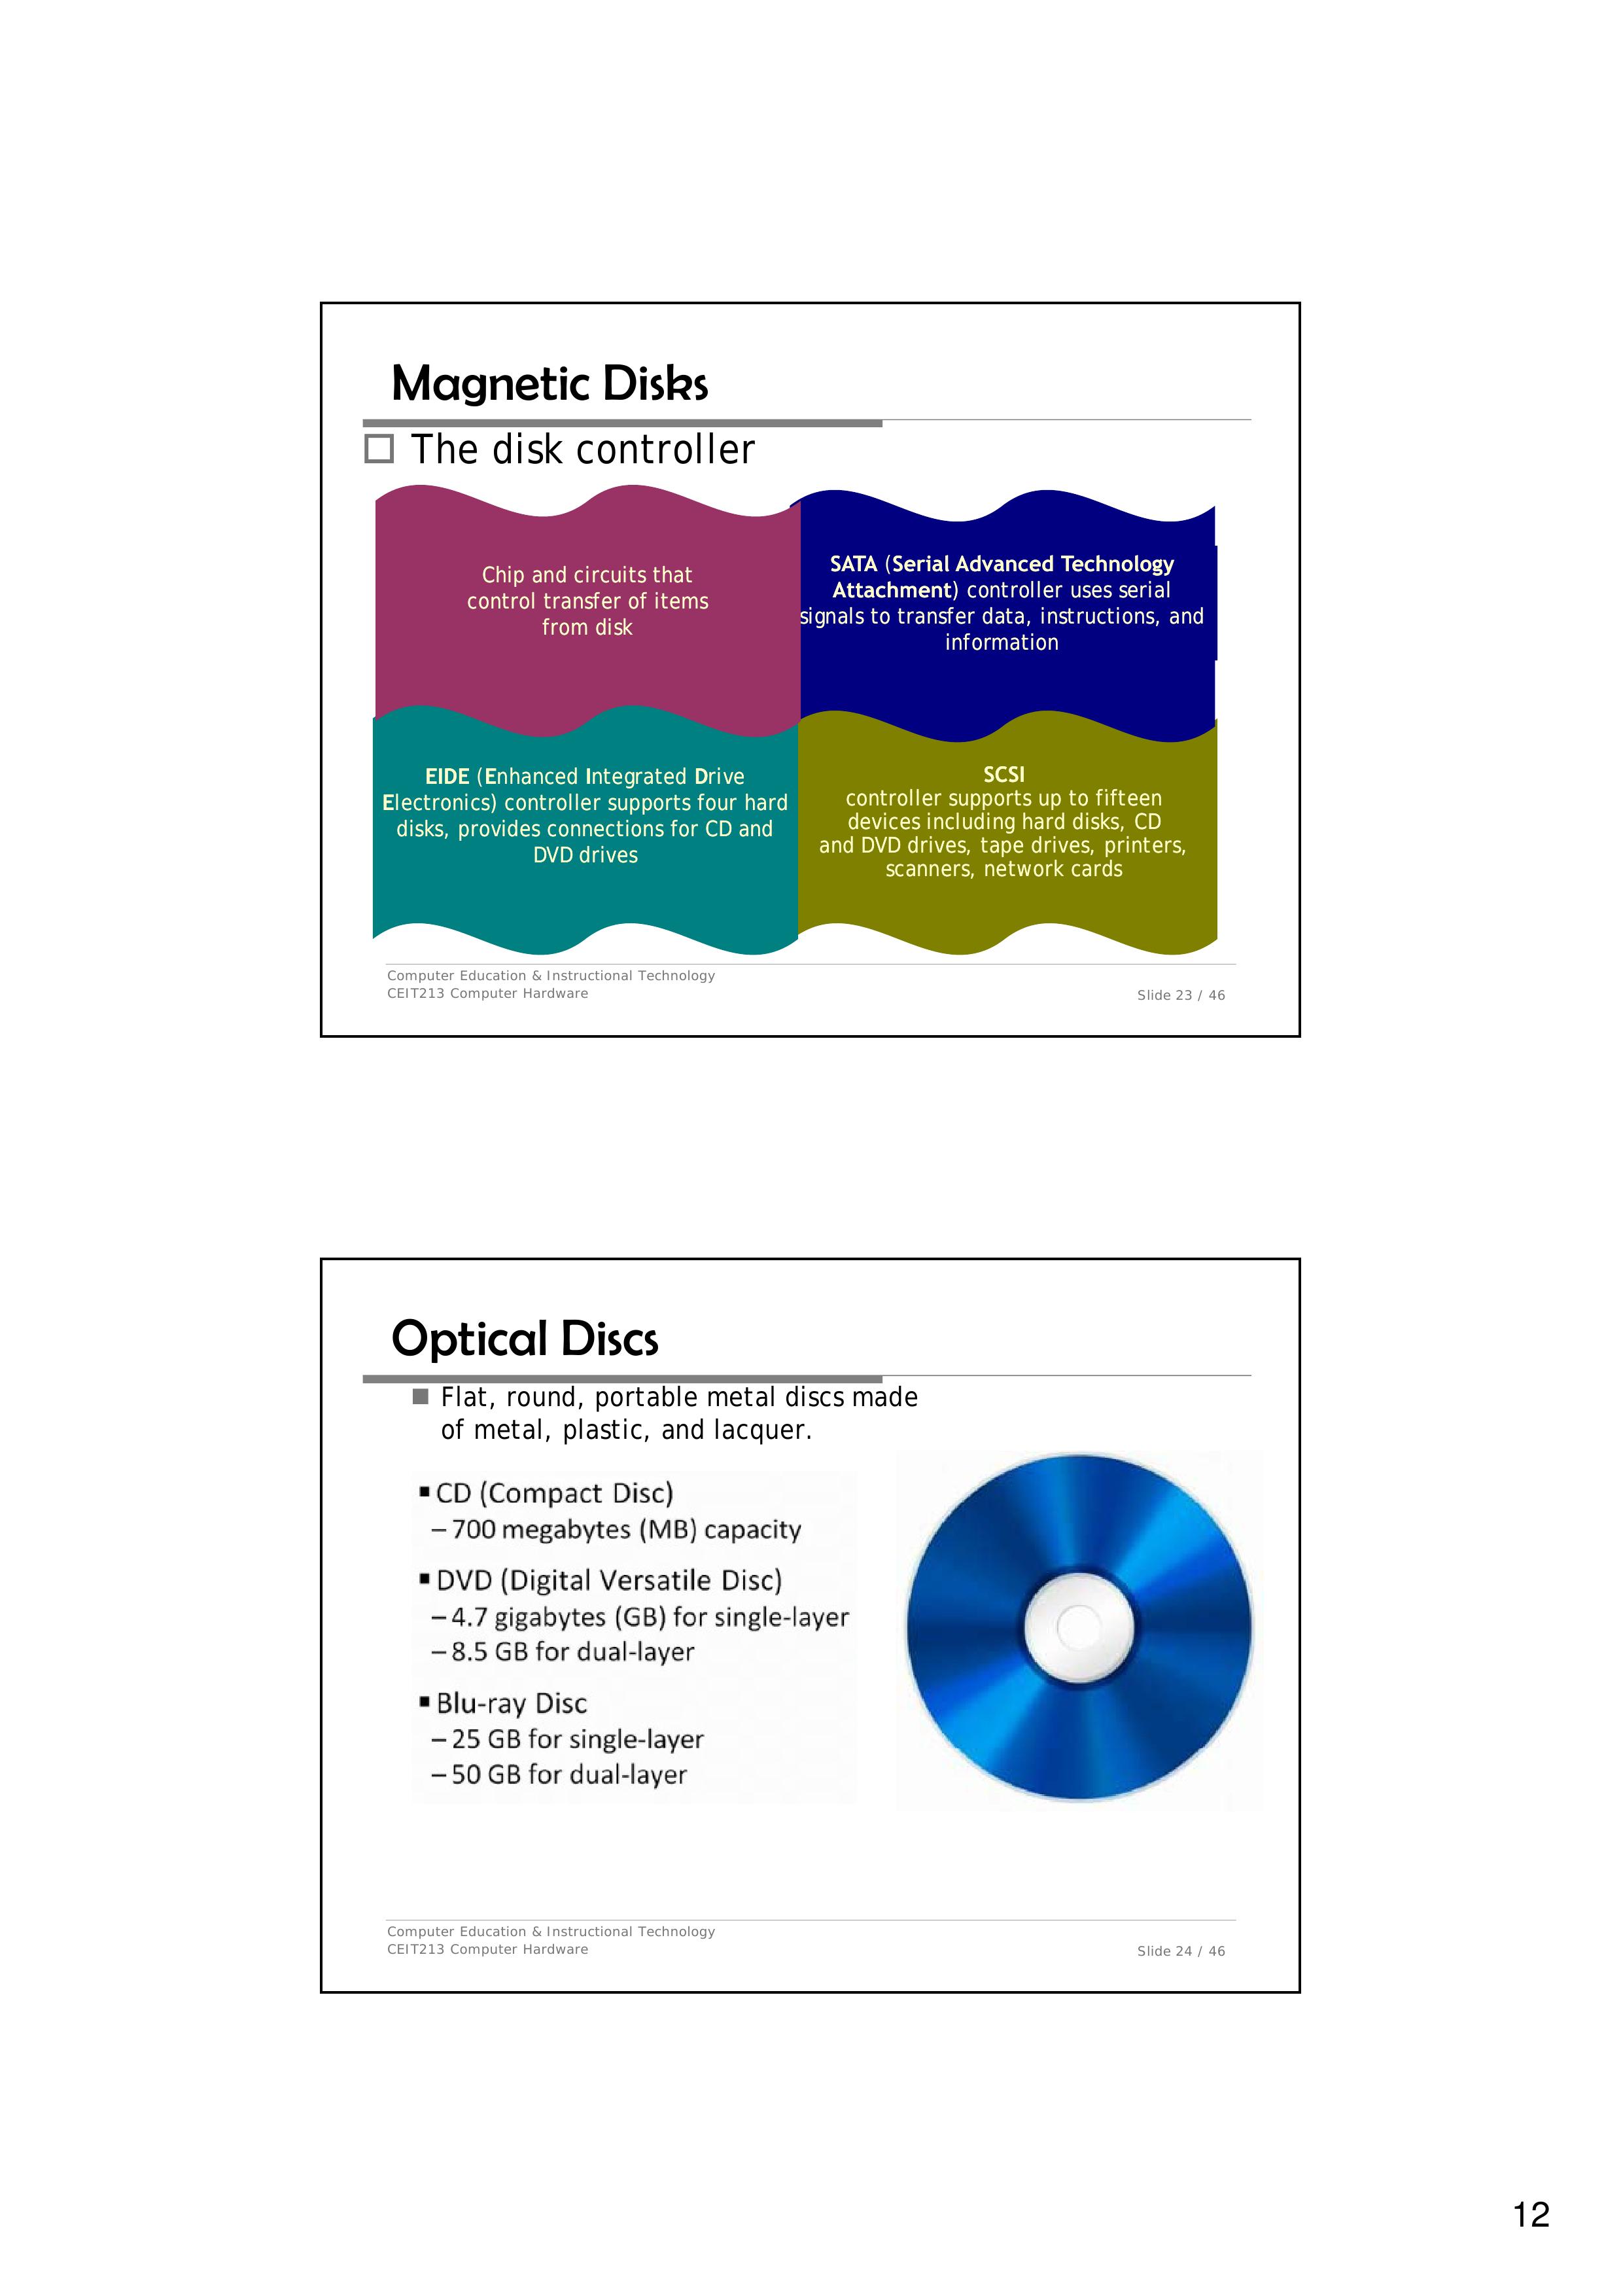 Magnetic Disks
The disk controller
Chip and circuits that
control transfer of items
from disk
SATA (Serial Advanced Technology
Attachment) controller uses serial
signals to transfer data, instructions, and
information
EIDE (Enhanced Integrated Drive
Electronics) controller supports four hard
disks, provides connections for CD and
DVD drives
SCSI
controller supports up to fifteen
devices including hard disks, CD
and DVD drives, tape drives, printers,
scanners, network cards
Computer Education & Instructional Technology
CEIT213 Computer Hardware
Slide 23 / 46
Optical Discs
Flat, round, portable metal discs made
of metal, plastic, and lacquer.
▪ CD (Compact Disc)
– 700 megabytes (MB) capacity
▪ DVD (Digital Versatile Disc)
– 4.7 gigabytes (GB) for single-layer
– 8.5 GB for dual-layer
▪ Blu-ray Disc
– 25 GB for single-layer
– 50 GB for dual-layer
Computer Education & Instructional Technology
CEIT213 Computer Hardware
Slide 24 / 46
12